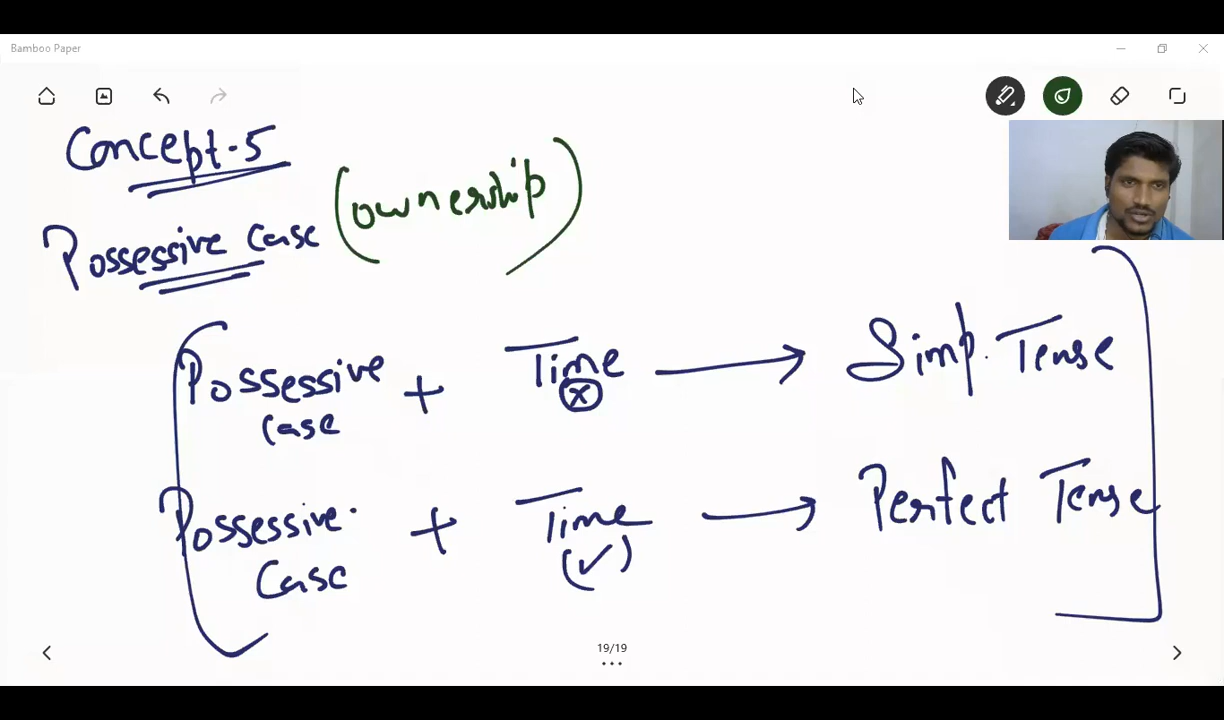 Bamboo Paper
Concept-5
Possessive case (ownership)
Possessive case + Time (x) → Simp. Tense
Possessive. Case + Time (✓) → Perfect Tense
19/19